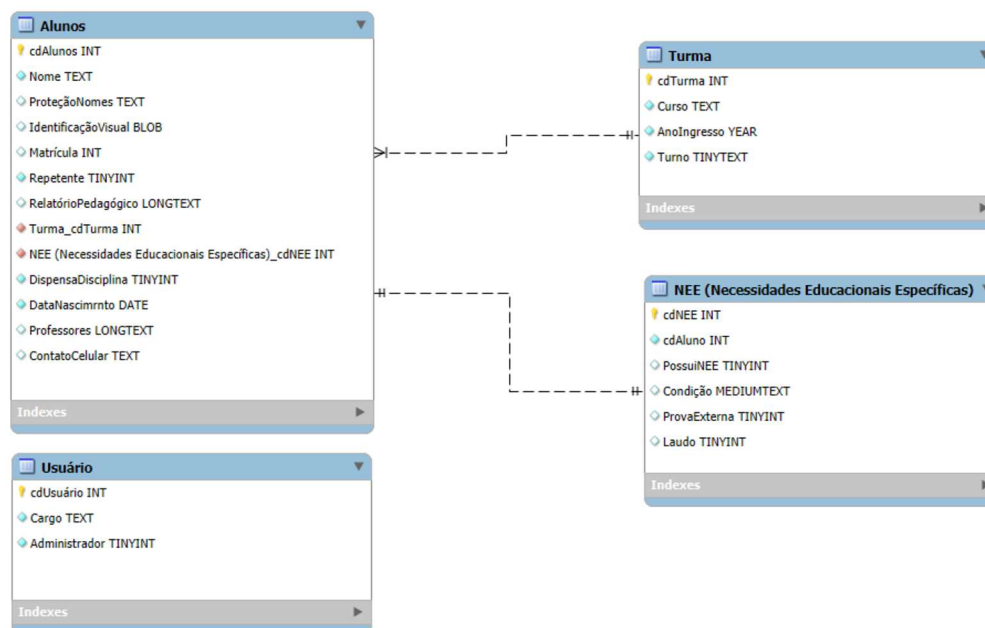 Alunos
cdAlunos INT
Nome TEXT
ProteçãoNomes TEXT
IdentificaçãoVisual BLOB
Matrícula INT
Repetente TINYINT
RelatórioPedagógico LONGTEXT
Turma_cdTurma INT
NEE (Necessidades Educacionais Específicas)_cdNEE INT
DispensaDisciplina TINYINT
DataNascimrnto DATE
Professores LONGTEXT
ContatoCelular TEXT
Indexes
Turma
cdTurma INT
Curso TEXT
AnoIngresso YEAR
Turno TINYTEXT
Indexes
NEE (Necessidades Educacionais Específicas)
cdNEE INT
cdAluno INT
PossuiNEE TINYINT
Condição MEDIUMTEXT
ProvaExterna TINYINT
Laudo TINYINT
Indexes
Usuário
cdUsuário INT
Cargo TEXT
Administrador TINYINT
Indexes